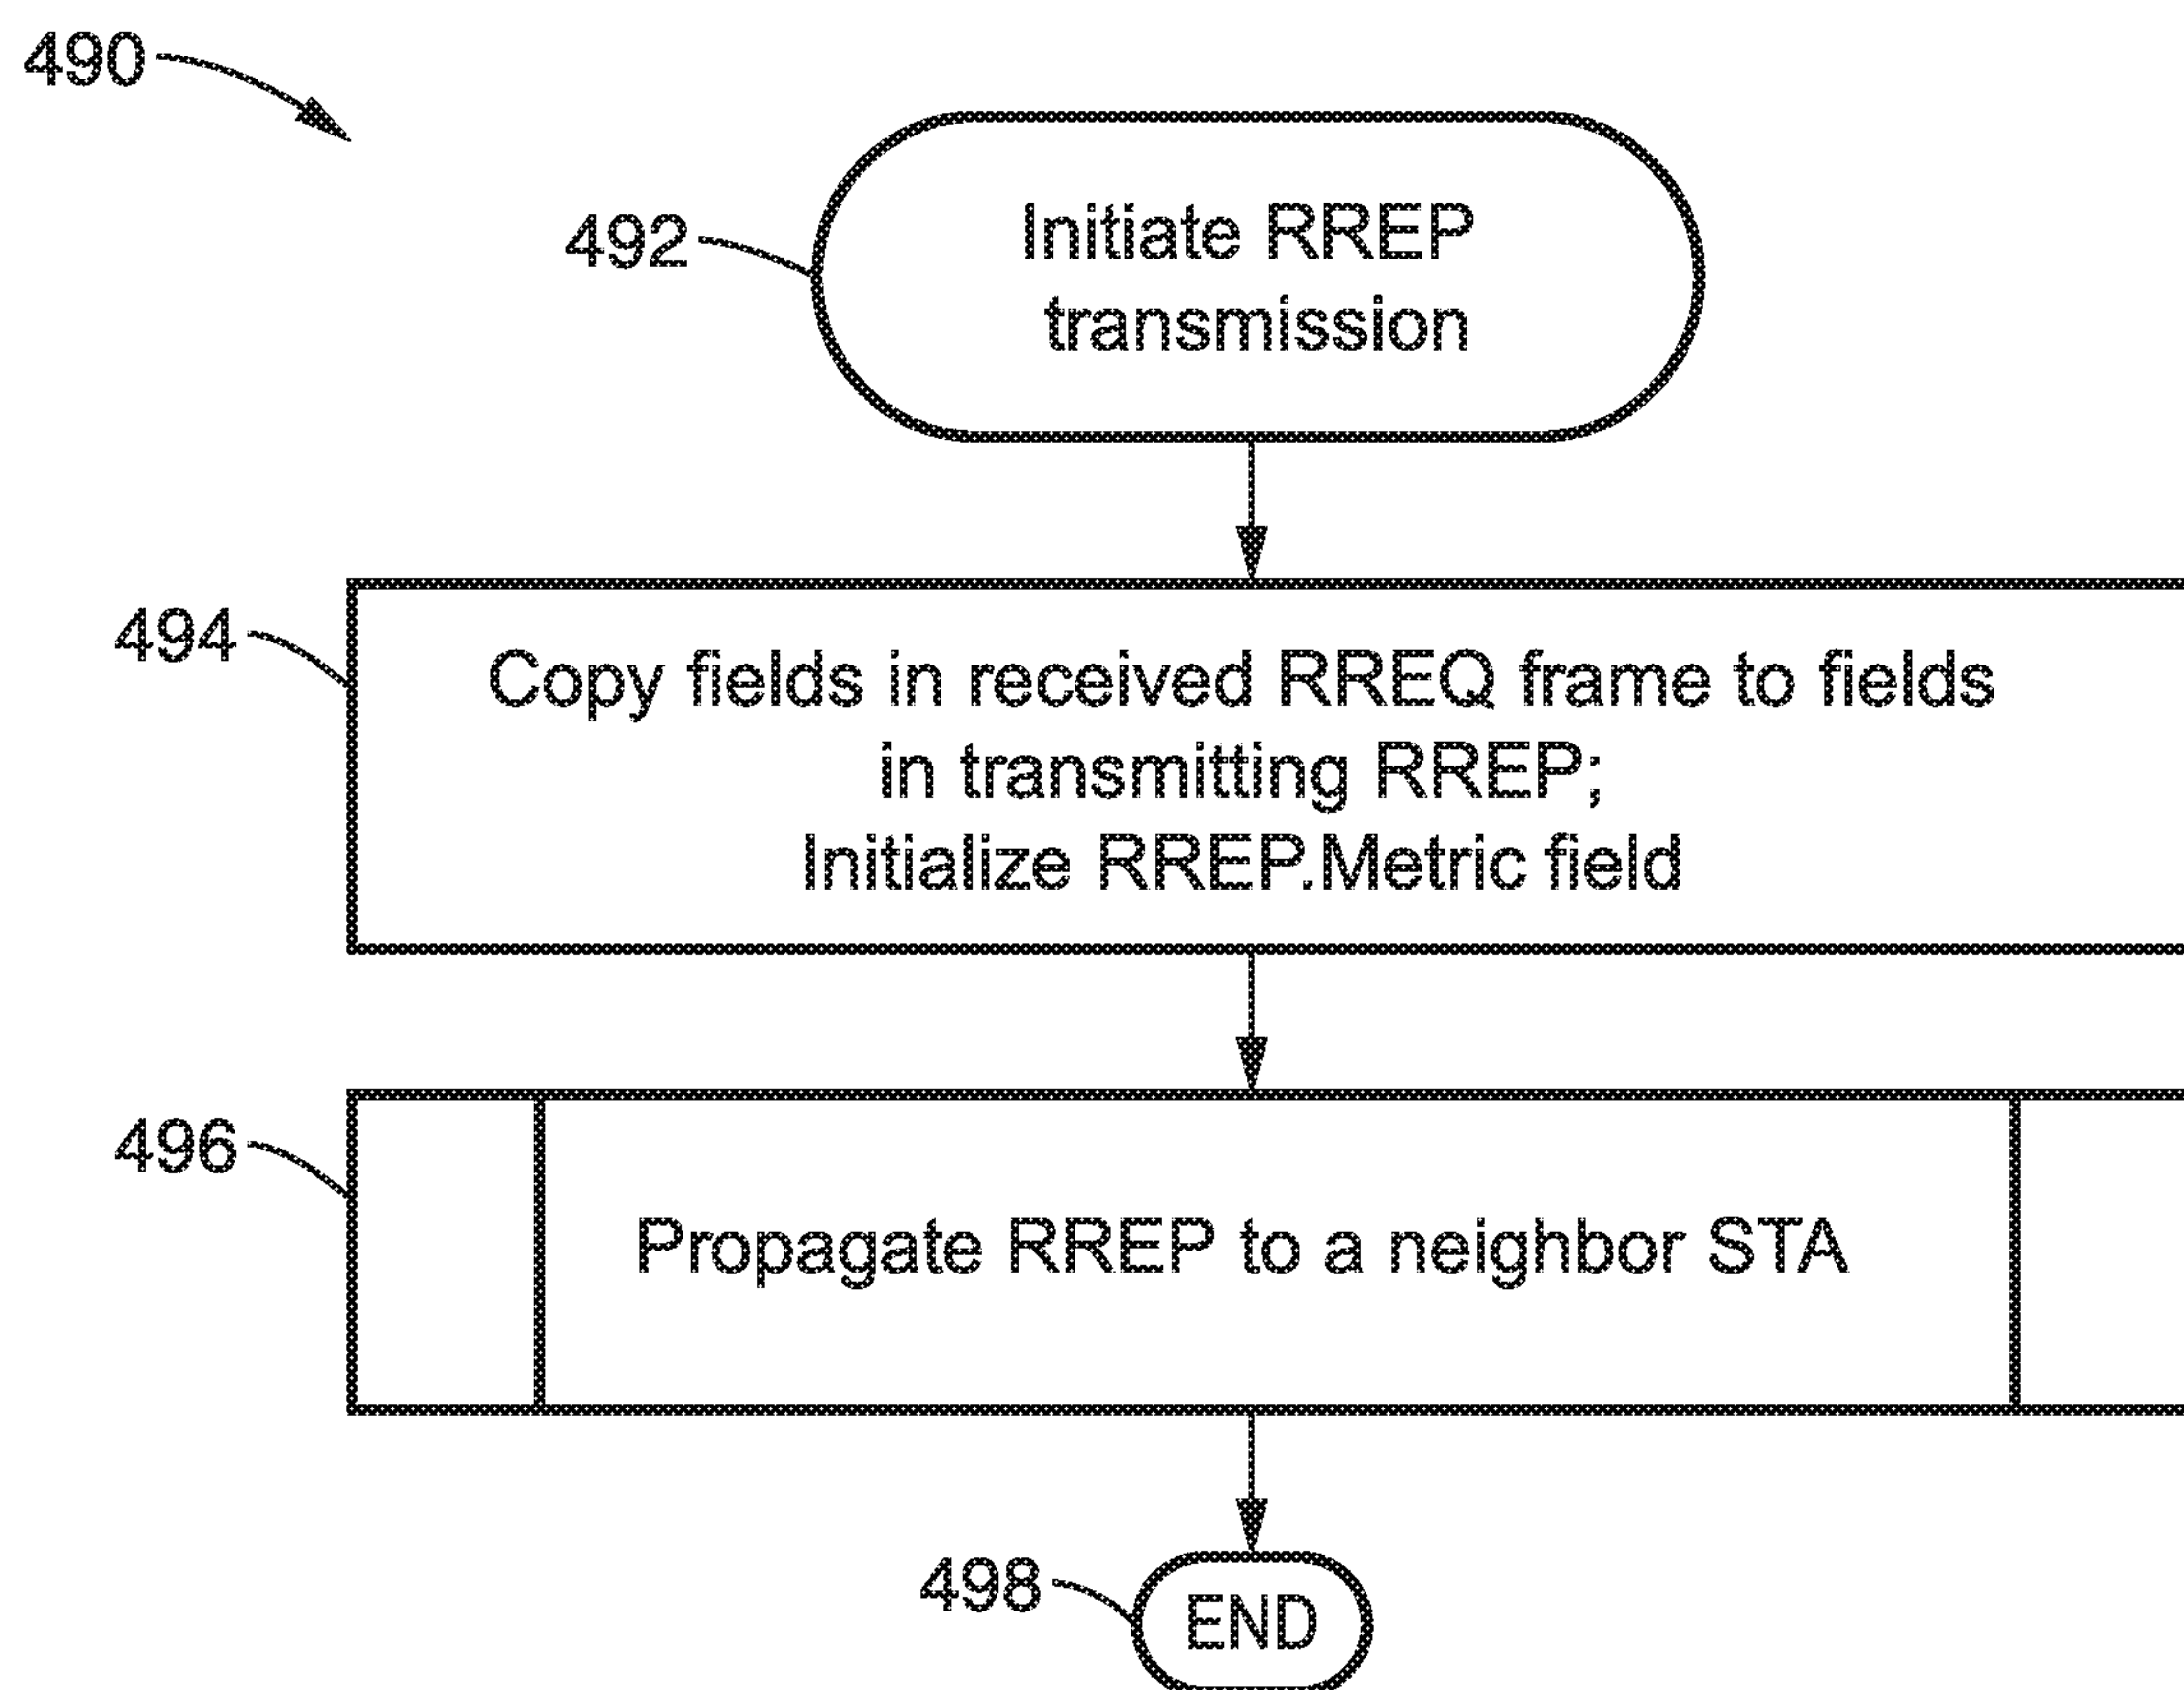 490
492
Initiate RREP
transmission
494
Copy fields in received RREQ frame to fields
in transmitting RREP;
Initialize RREP.Metric field
496
Propagate RREP to a neighbor STA
498
END